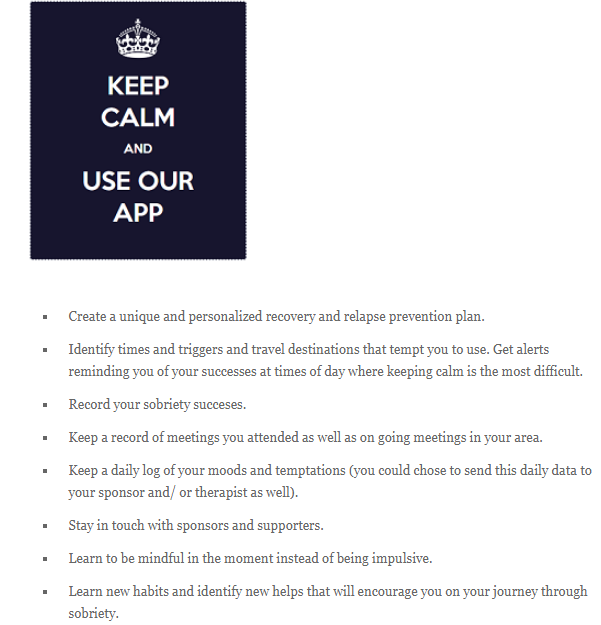 KEEP
CALM
AND
USE OUR
APP
Create a unique and personalized recovery and relapse prevention plan.
Identify times and triggers and travel destinations that tempt you to use. Get alerts
reminding you of your successes at times of day where keeping calm is the most difficult.
Record your sobriety succeses.
Keep a record of meetings you attended as well as on going meetings in your area.
Keep a daily log of your moods and temptations (you could chose to send this daily data to
your sponsor and/ or therapist as well).
Stay in touch with sponsors and supporters.
Learn to be mindful in the moment instead of being impulsive.
Learn new habits and identify new helps that will encourage you on your journey through
sobriety.